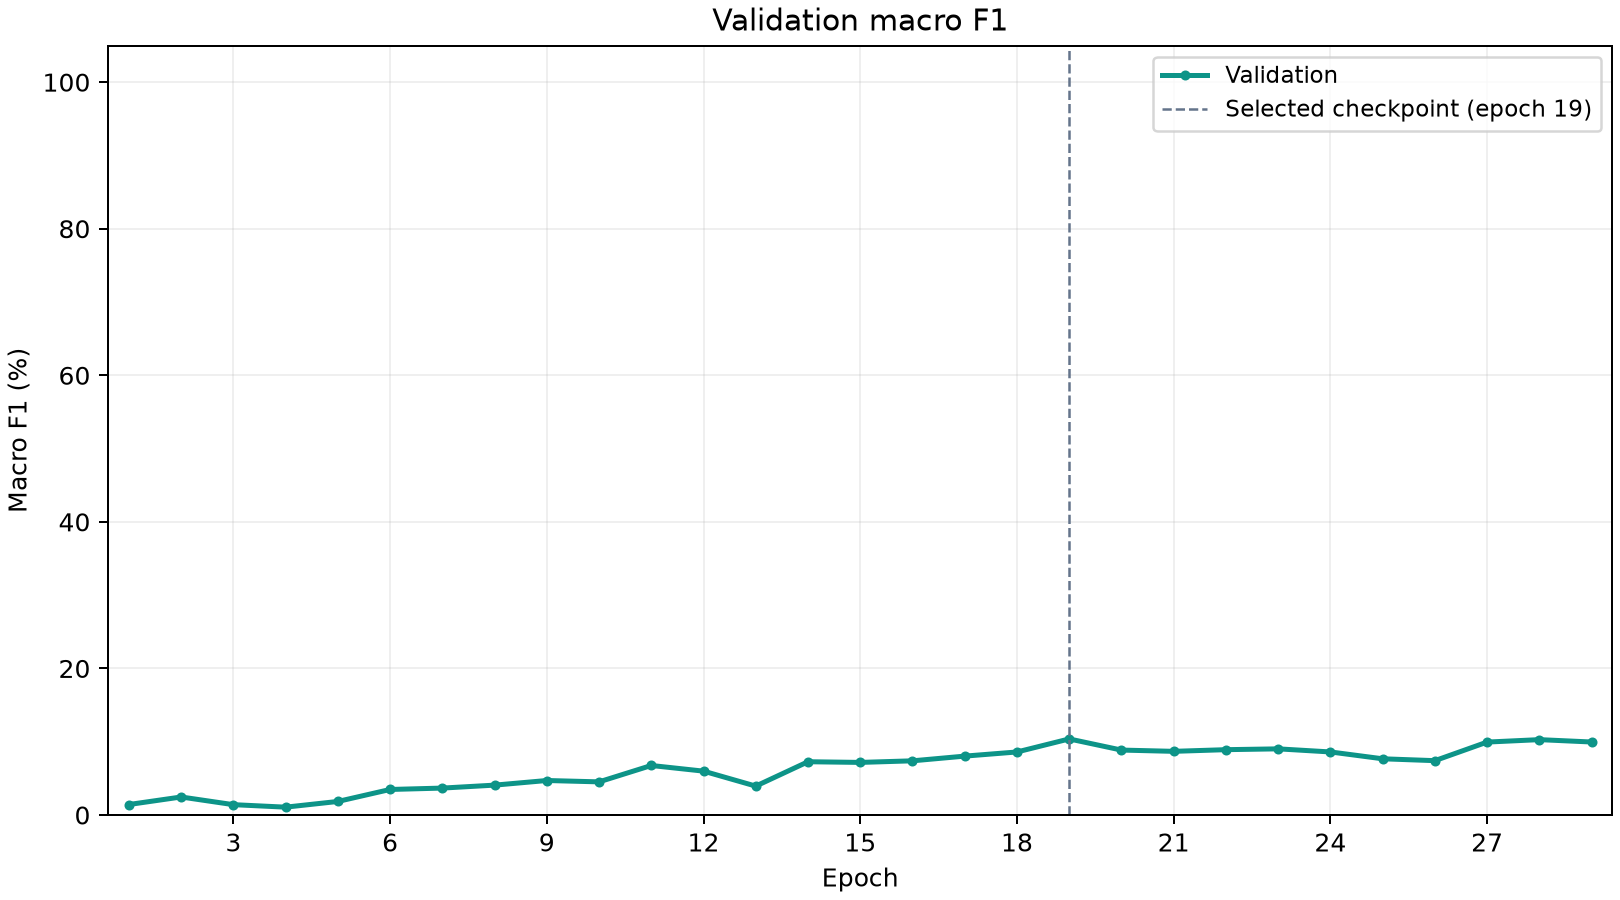 Validation macro F1
Validation
Selected checkpoint (epoch 19)
Macro F1 (%)
100
80
60
40
20
0
3 6 9 12 15 18 21 24 27
Epoch